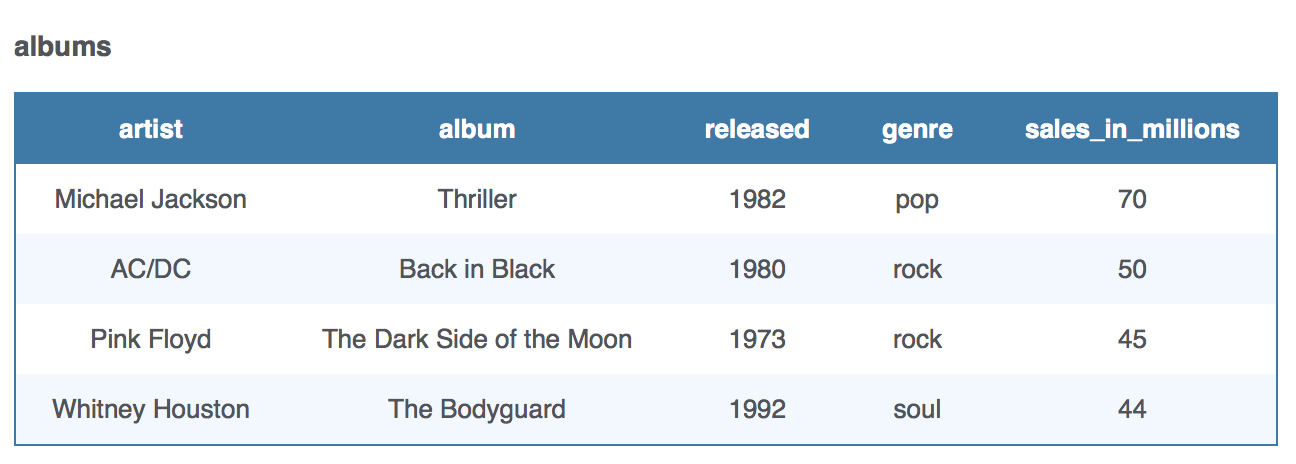 albums
artist album released genre sales_in_millions
Michael Jackson Thriller 1982 pop 70
AC/DC Back in Black 1980 rock 50
Pink Floyd The Dark Side of the Moon 1973 rock 45
Whitney Houston The Bodyguard 1992 soul 44